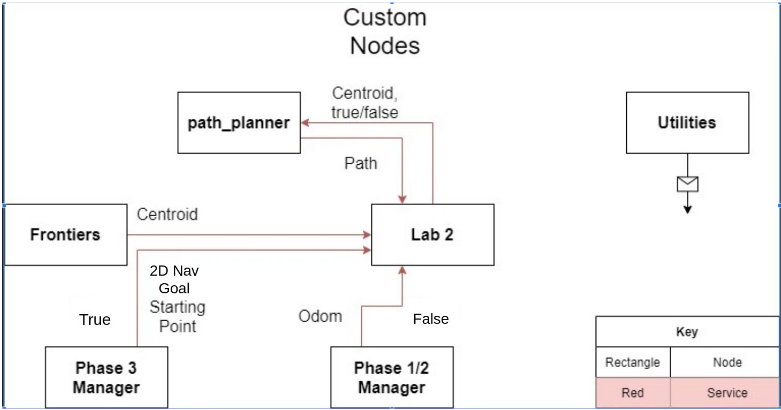 Custom
Nodes
Centroid,
true/false
path_planner
Utilities
Path
Centroid
Frontiers
Lab 2
2D Nav
Goal
Starting
Point
True
Odom
False
Phase 3
Manager
Phase 1/2
Manager
Key
Rectangle Node
Red Service